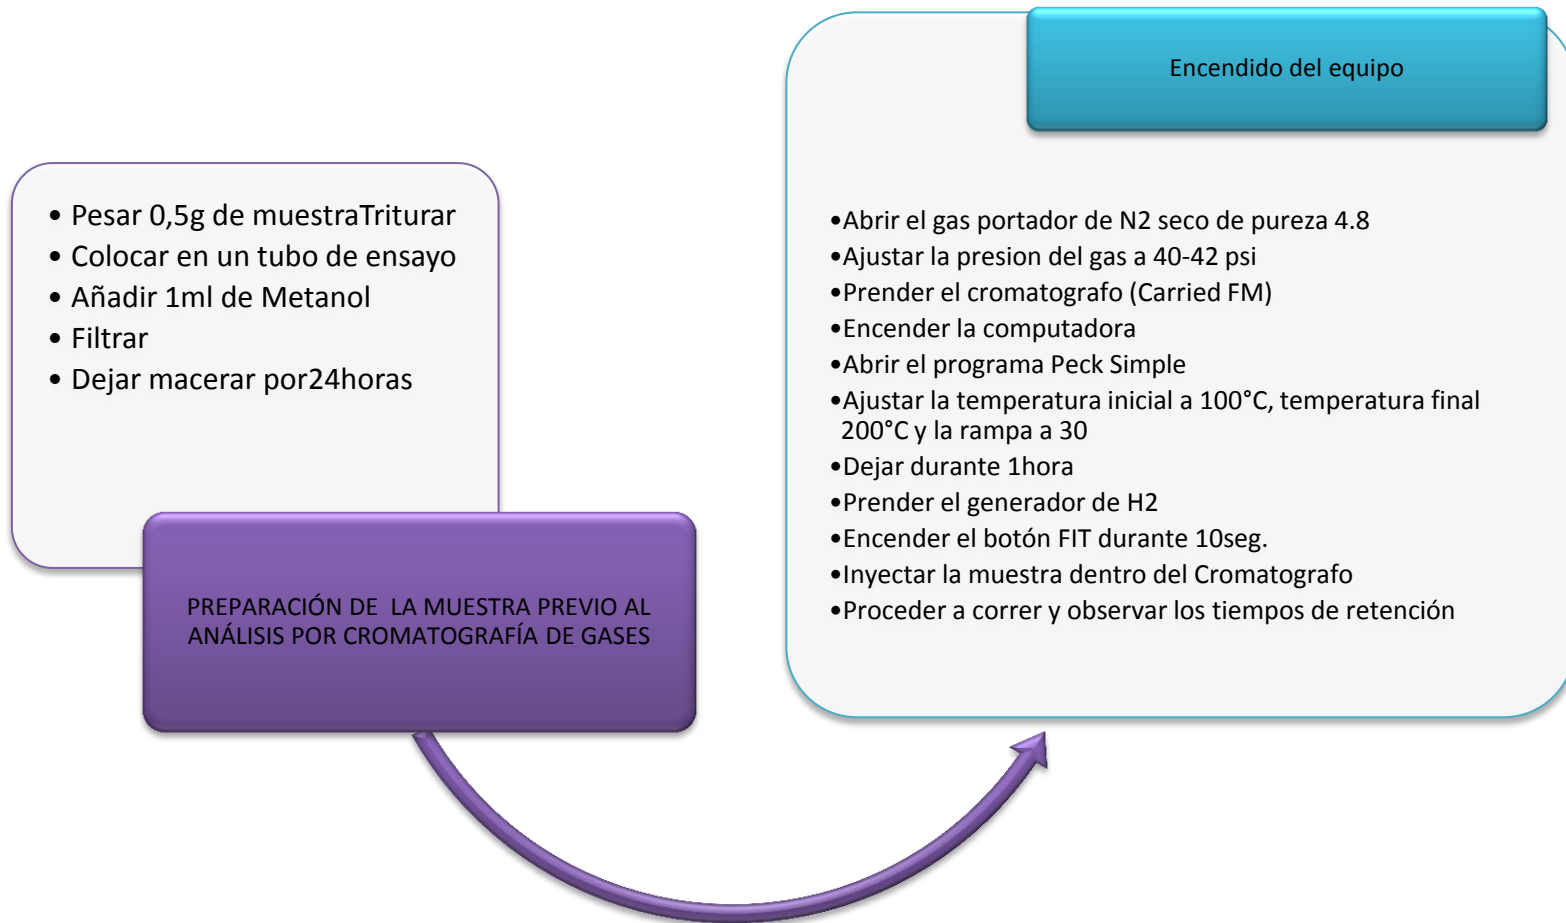 • Pesar 0,5g de muestraTriturar
• Colocar en un tubo de ensayo
• Añadir 1ml de Metanol
• Filtrar
• Dejar macerar por24horas
PREPARACIÓN DE LA MUESTRA PREVIO AL
ANÁLISIS POR CROMATOGRAFÍA DE GASES
Encendido del equipo
•Abrir el gas portador de N2 seco de pureza 4.8
•Ajustar la presion del gas a 40-42 psi
•Prender el cromatografo (Carried FM)
•Encender la computadora
•Abrir el programa Peck Simple
•Ajustar la temperatura inicial a 100°C, temperatura final
200°C y la rampa a 30
•Dejar durante 1hora
•Prender el generador de H2
•Encender el botón FIT durante 10seg.
•Inyectar la muestra dentro del Cromatografo
•Proceder a correr y observar los tiempos de retención